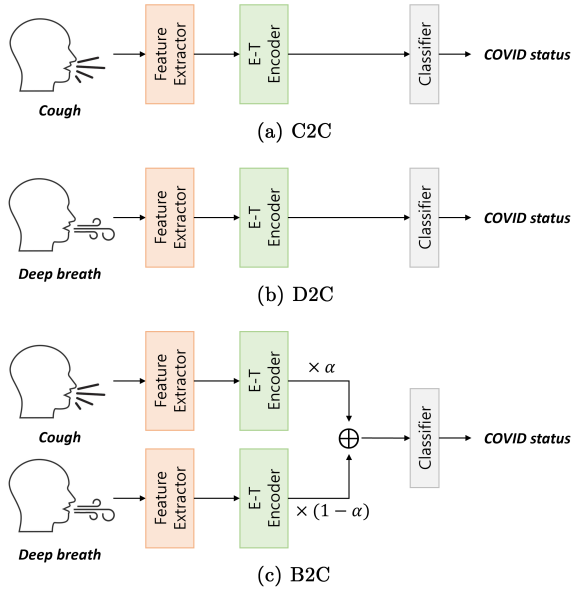 Feature
Extractor
E-T
Encoder
Classifier
COVID status
Cough
(a) C2C
Feature
Extractor
E-T
Encoder
Classifier
COVID status
Deep breath
(b) D2C
Feature
Extractor
E-T
Encoder
× α
Cough
Classifier
COVID status
Feature
Extractor
E-T
Encoder
× (1 − α)
Deep breath
(c) B2C